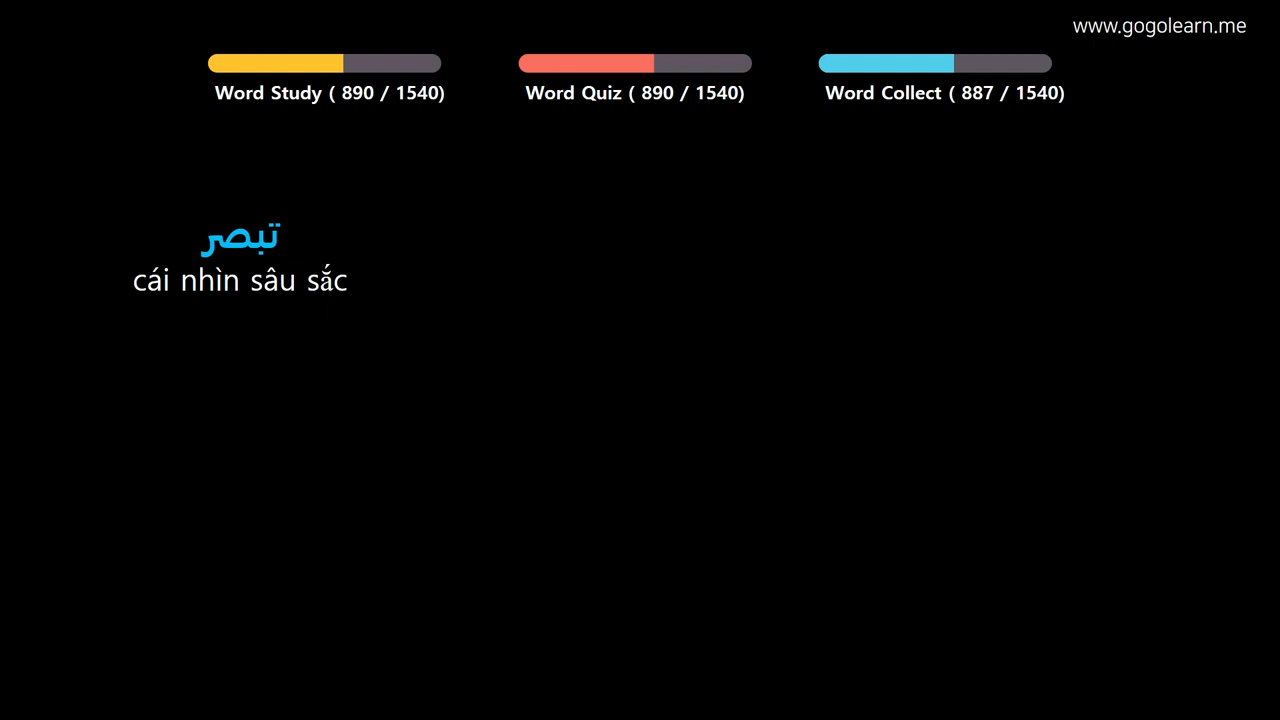 www.gogolearn.me
Word Study ( 890 / 1540)
Word Quiz ( 890 / 1540)
Word Collect ( 887 / 1540)
تبصر
cái nhìn sâu sắc